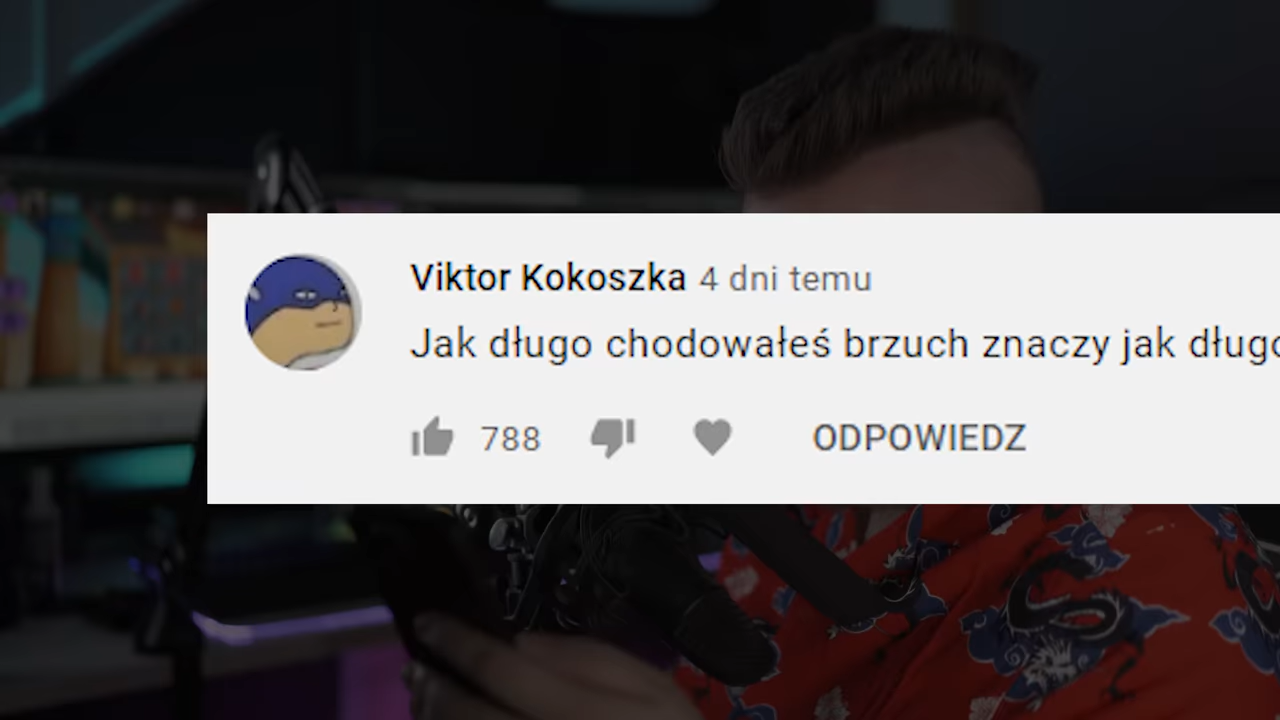 Viktor Kokoszka 4 dni temu
Jak długo chodowałeś brzuch znaczy jak długo
788 ODPOWIEDZ